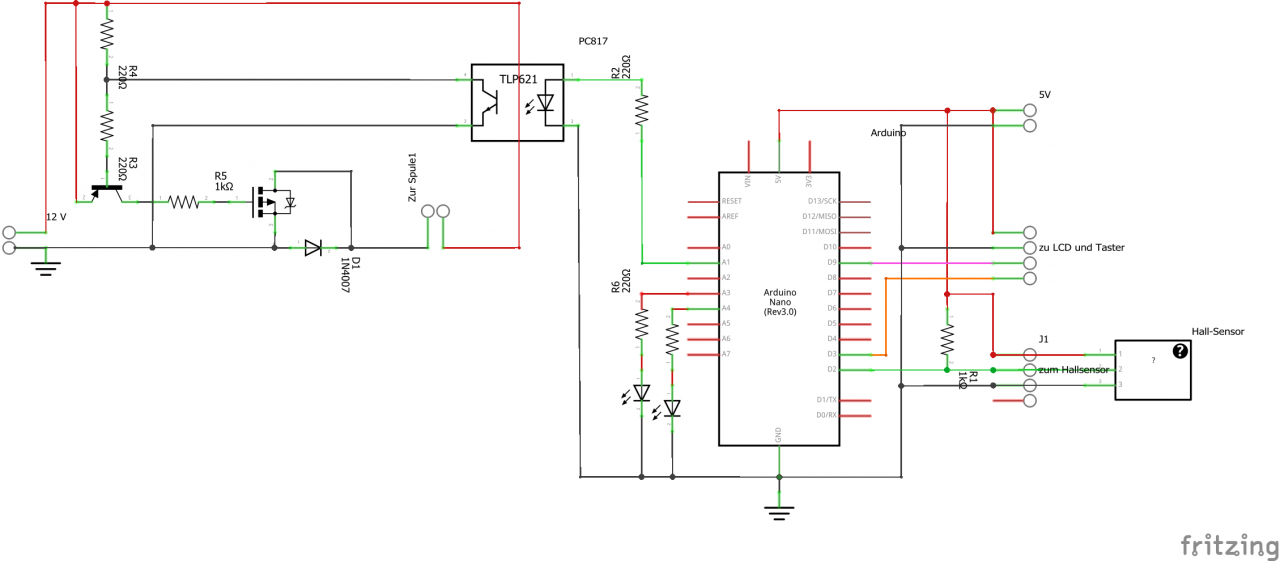 PC817
TLP621
R4
220Ω
R2
220Ω
5V
Arduino
R3
220Ω
Zur Spule1
R5
1kΩ
VIN
5V
3V3
12 V
RESET
D13/SCK
AREF
D12/MISO
D11/MOSI
A0
D10
zu LCD und Taster
A1
D9
D1
1N4007
R6
220Ω
A2
D8
A3
Arduino
Nano
(Rev3.0)
D7
A4
D6
A5
D5
Hall-Sensor
A6
D4
J1
A7
D3
?
?
1
D2
R1
1kΩ
zum Hallsensor
2
3
D1/TX
D0/RX
GND
fritzing